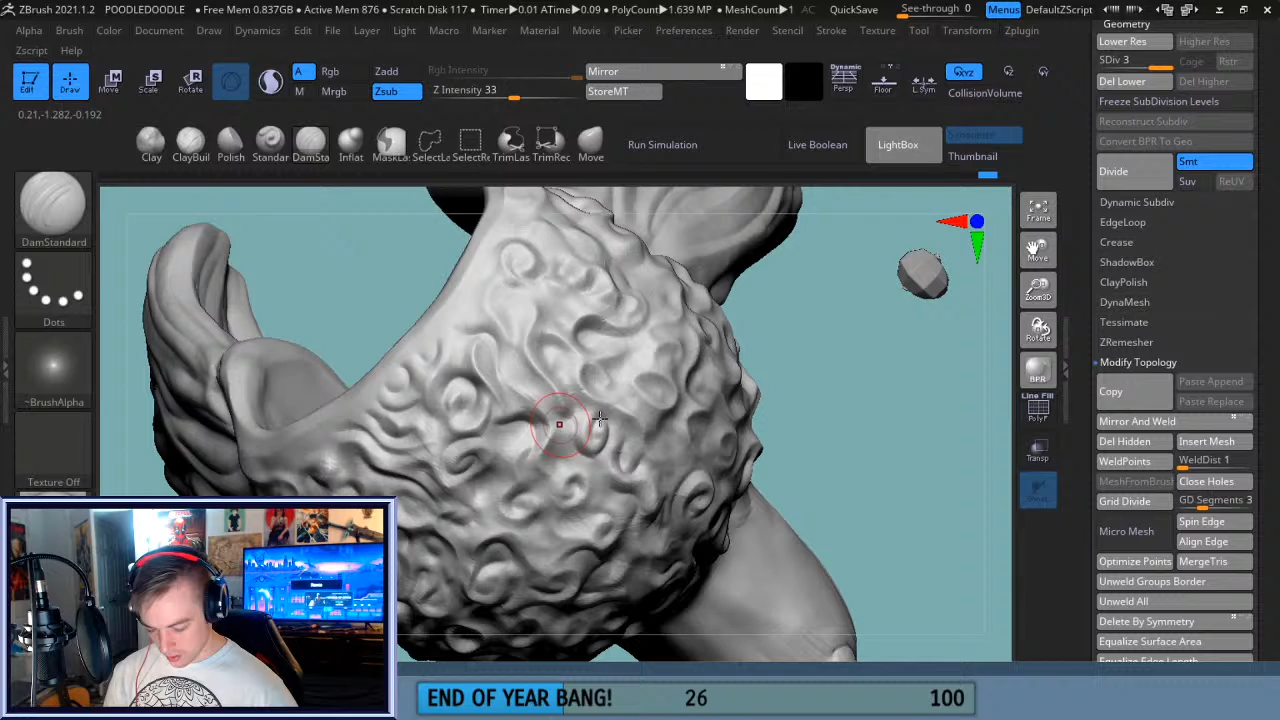 ZBrush 2021.1.2 POODLEDOODLE • Free Mem 0.837GB • Active Mem 876 • Scratch Disk 117 • Timer▶0.01 ATime▶0.09 • PolyCount▶1.639 MP • MeshCount▶1 AC QuickSave See-through 0 Menus DefaultZScript
Alpha Brush Color Document Draw Dynamics Edit File Layer Light Macro Marker Material Movie Picker Preferences Render Stencil Stroke Texture Tool Transform Zplugin
Zscript Help
Edit Draw Move Scale Rotate A Rgb Zadd Rgb Intensity Mirror Dynamic Persp Floor L.Sym XYZ
M Mrgb Zsub Z Intensity 33 StoreMT CollisionVolume
0.21,-1.282,-0.192
Clay ClayBuil Polish Standar DamSta Inflat MaskLa SelectLa SelectRe TrimLas TrimRec Move Run Simulation Live Boolean LightBox Thumbnail
DamStandard
Dots
~BrushAlpha
Texture Off
Frame
Move
Zoom3D
Rotate
BPR
Line Fill
PolyF
Transp
Geometry
Lower Res Higher Res
SDiv 3 Cage Rstr
Del Lower Del Higher
Freeze SubDivision Levels
Reconstruct Subdiv
Convert BPR To Geo
Divide Smt
Suv ReUV
Dynamic Subdiv
EdgeLoop
Crease
ShadowBox
ClayPolish
DynaMesh
Tessimate
ZRemesher
Modify Topology
Copy Paste Append
Paste Replace
Mirror And Weld
Del Hidden Insert Mesh
WeldPoints WeldDist 1
MeshFromBrush Close Holes
Grid Divide GD Segments 3
Micro Mesh Spin Edge
Align Edge
Optimize Points MergeTris
Unweld Groups Border
Unweld All
Delete By Symmetry
Equalize Surface Area
END OF YEAR BANG! 26 100